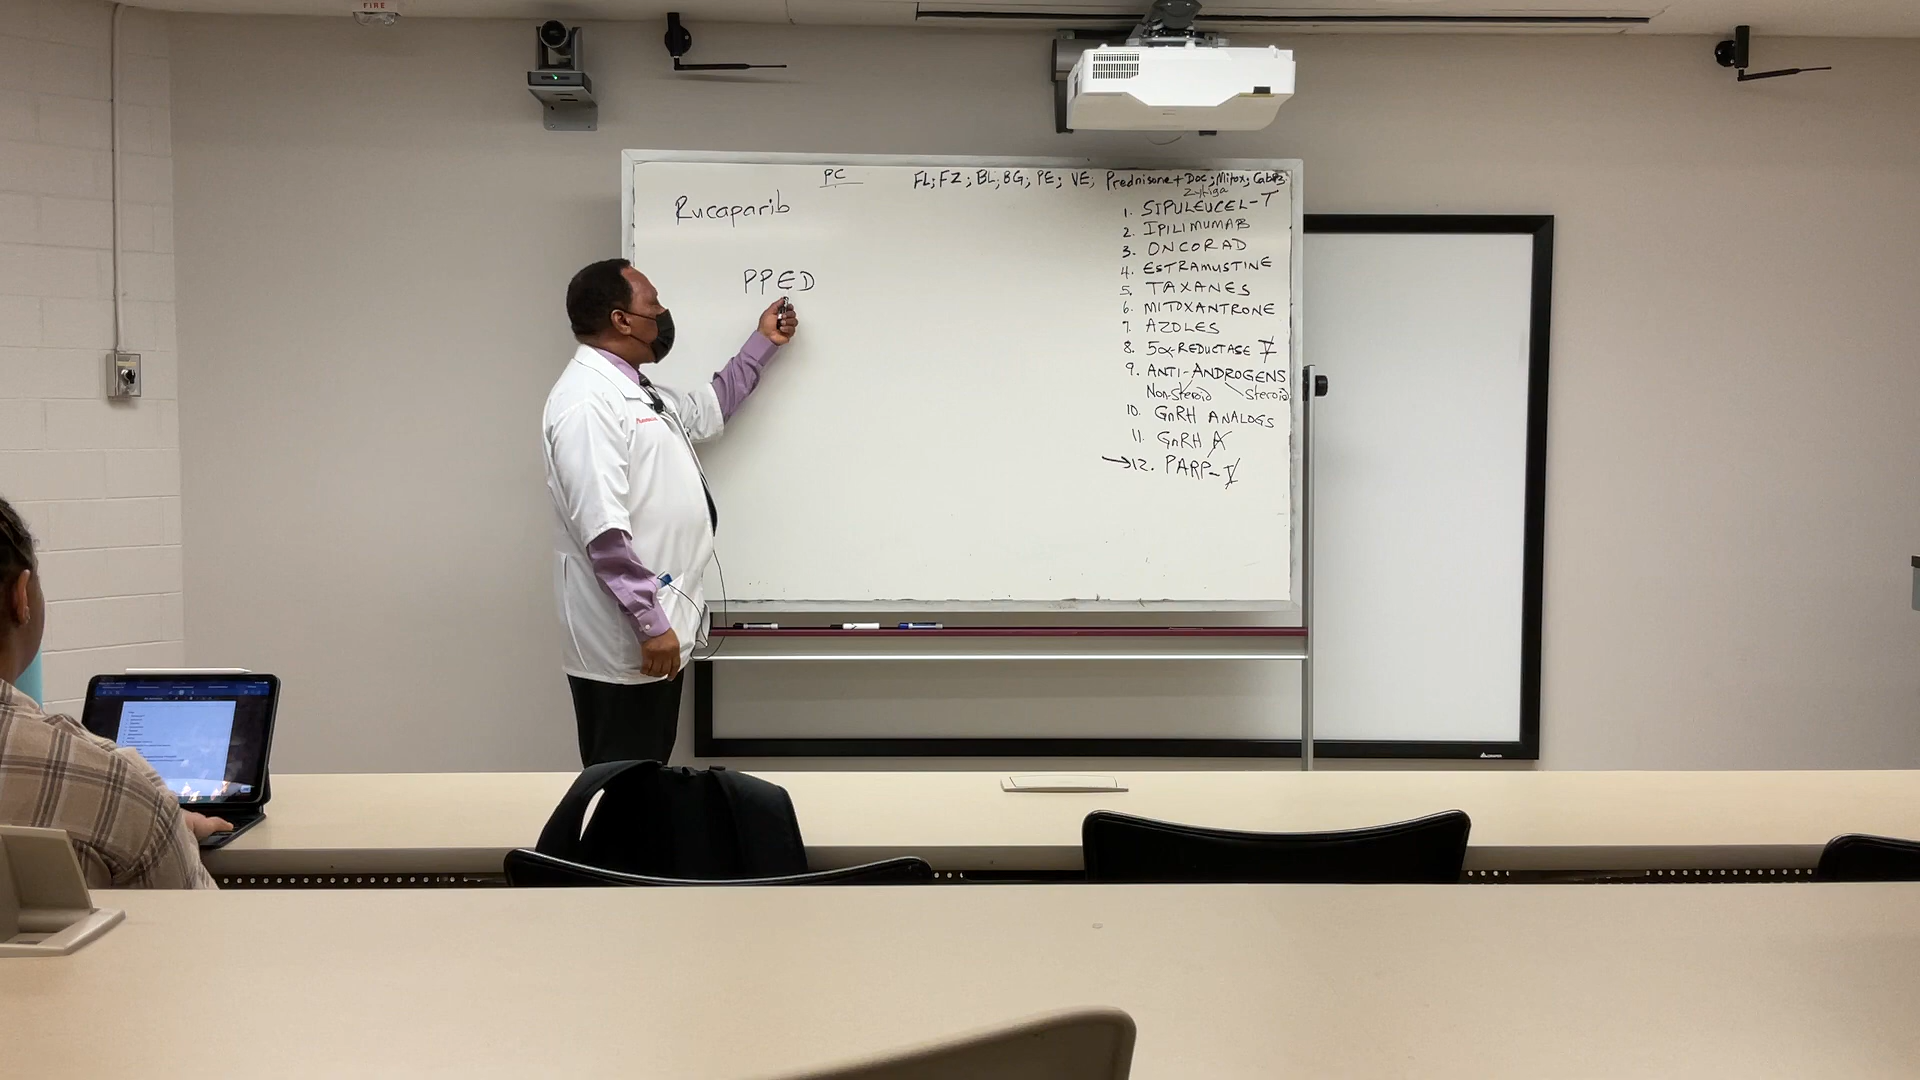 FIRE
PC
FL; FZ; BL; BG; PE; VE; Prednisone + Doc; Mitox; Cabaz
Zytiga
Rucaparib
PPED
1. SIPULEUCEL-T
2. IPILIMUMAB
3. ONCORAD
4. ESTRAMUSTINE
5. TAXANES
6. MITOXANTRONE
7. AZOLES
8. 5α-REDUCTASE I
9. ANTI-ANDROGENS
Non-Steroid Steroid
10. GnRH ANALOGS
11. GnRH A
→12. PARP-I